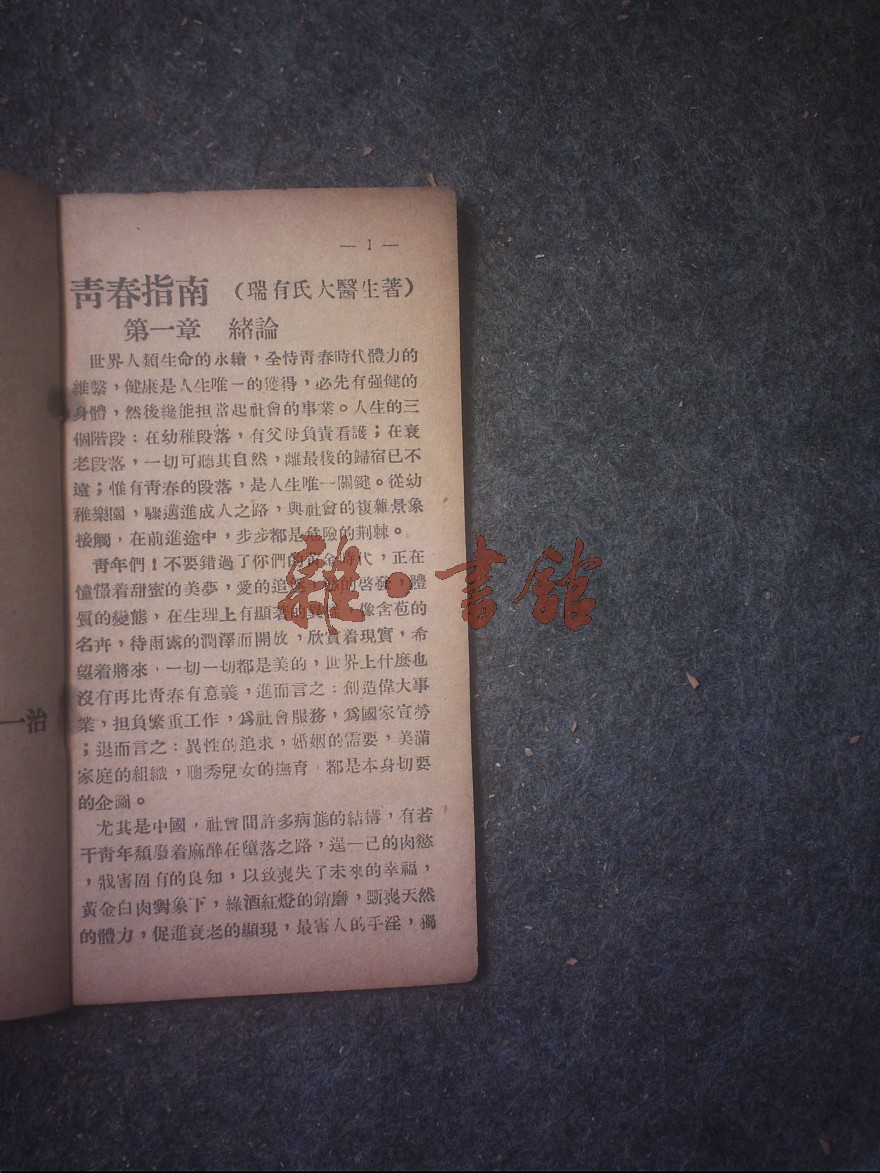 — 1 —
青春指南 （瑞有氏大醫生著）
第一章　緒論
世界人類生命的永續，全恃青春時代體力的
維繫，健康是人生唯一的獲得，必先有强健的
身體，然後纔能担當起社會的事業。人生的三
個階段：在幼稚段落，有父母負責看護；在衰
老段落，一切可聽其自然，離最後的歸宿已不
遠；惟有青春的段落，是人生唯一關鍵。從幼
稚樂園，驟邁進成人之路，與社會的複雜景象
接觸，在前進途中，步步都是危險的荆棘。
青年們！不要錯過了你們的黃金時代，正在
憧憬着甜蜜的美夢，愛的追 的啓發，體
質的變態，在生理上有顯著的異 ，像含苞的
名卉，待雨露的潤澤而開放，欣賞着現實，希
望着將來，一切一切都是美的，世界上什麼也
沒有再比青春有意義，進而言之：創造偉大事
業，担負繁重工作，爲社會服務，爲國家宣勞
；退而言之：異性的追求，婚姻的需要，美滿
家庭的組織，聰秀兒女的撫育，都是本身切要
的企圖。
尤其是中國，社會間許多病態的結構，有若
干青年頹廢着麻醉在墮落之路，逞一己的肉慾
，戕害固有的良知，以致喪失了未來的幸福，
黃金白肉對象下，綠酒紅燈的銷磨，斷喪天然
的體力，促進衰老的顯現，最害人的手淫，獨
一治
雜·書館